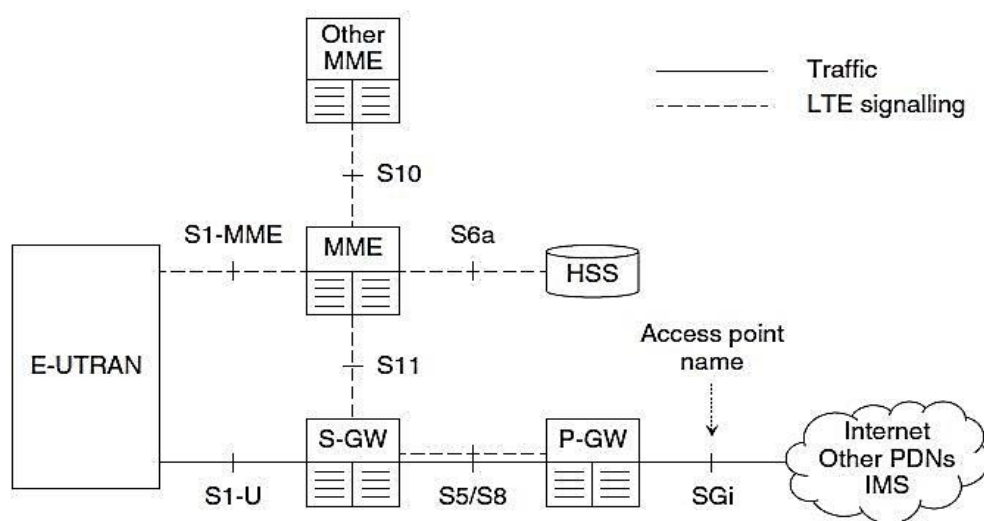 Other
MME
Traffic
LTE signalling
S10
S1-MME
MME
S6a
HSS
E-UTRAN
S11
Access point
name
S-GW
P-GW
Internet
Other PDNs
IMS
S1-U
S5/S8
SGi